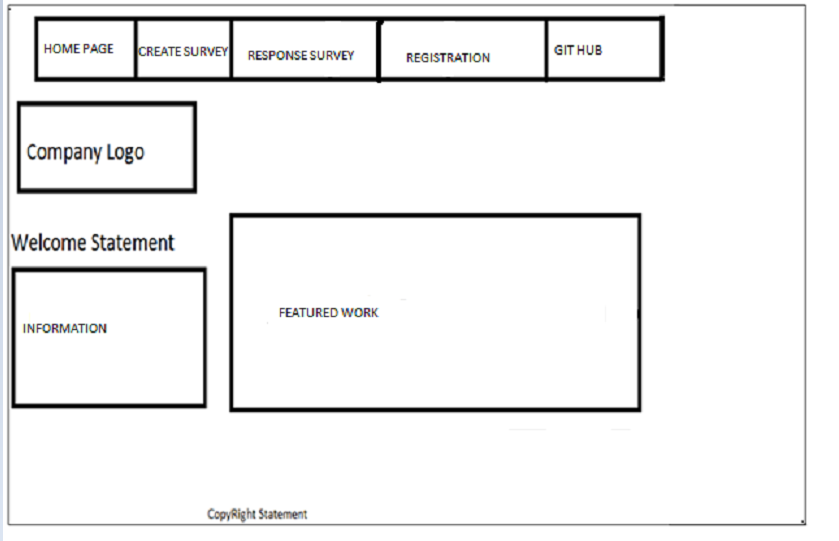 HOME PAGE
CREATE SURVEY
RESPONSE SURVEY
REGISTRATION
GIT HUB
Company Logo
Welcome Statement
INFORMATION
FEATURED WORK
CopyRight Statement